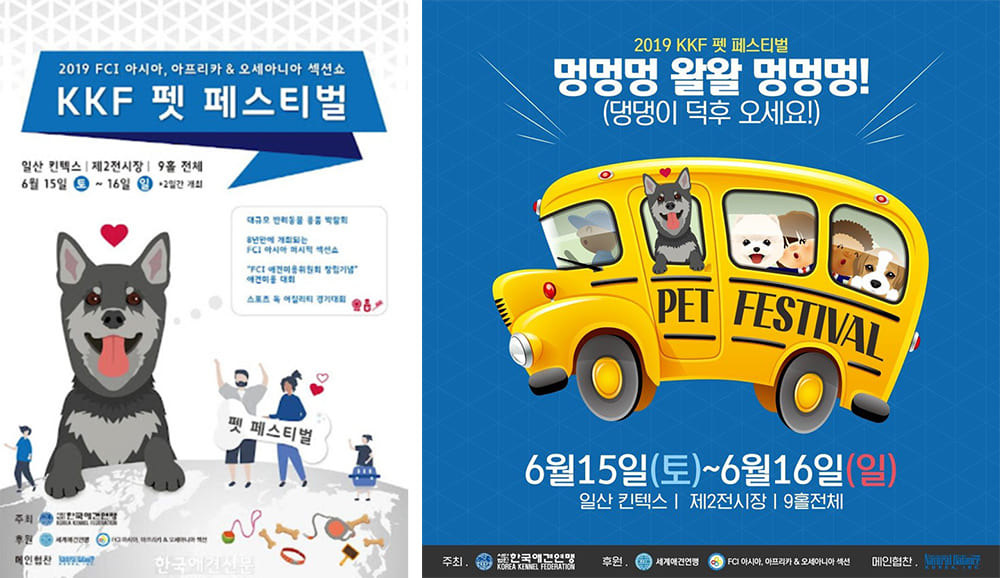 2019 FCI 아시아, 아프리카 & 오세아니아 섹션쇼
KKF 펫 페스티벌
일산 킨텍스 | 제2전시장 | 9홀 전체
6월 15일 토 ~ 16일 일 *2일간 개최
대규모 반려동물 용품 박람회
8년만에 개최되는
FCI 아시아 퍼시픽 섹션쇼
"FCI 애견미용위원회 창립기념"
애견미용 대회
스포츠 독 어질리티 경기대회
펫 페스티벌
주최 한국애견연맹
KOREA KENNEL FEDERATION
후원 세계애견연맹 FCI 아시아, 아프리카 & 오세아니아 섹션
메인협찬 Natural Balance
한국애견신문
2019 KKF 펫 페스티벌
멍멍멍 왈왈 멍멍멍!
(댕댕이 덕후 오세요!)
PET FESTIVAL
6월15일(토)~6월16일(일)
일산 킨텍스 | 제2전시장 | 9홀전체
주최. 한국애견연맹 KOREA KENNEL FEDERATION 후원. 세계애견연맹 FCI 아시아, 아프리카 & 오세아니아 섹션 메인협찬. Natural Balance KOREA, INC.